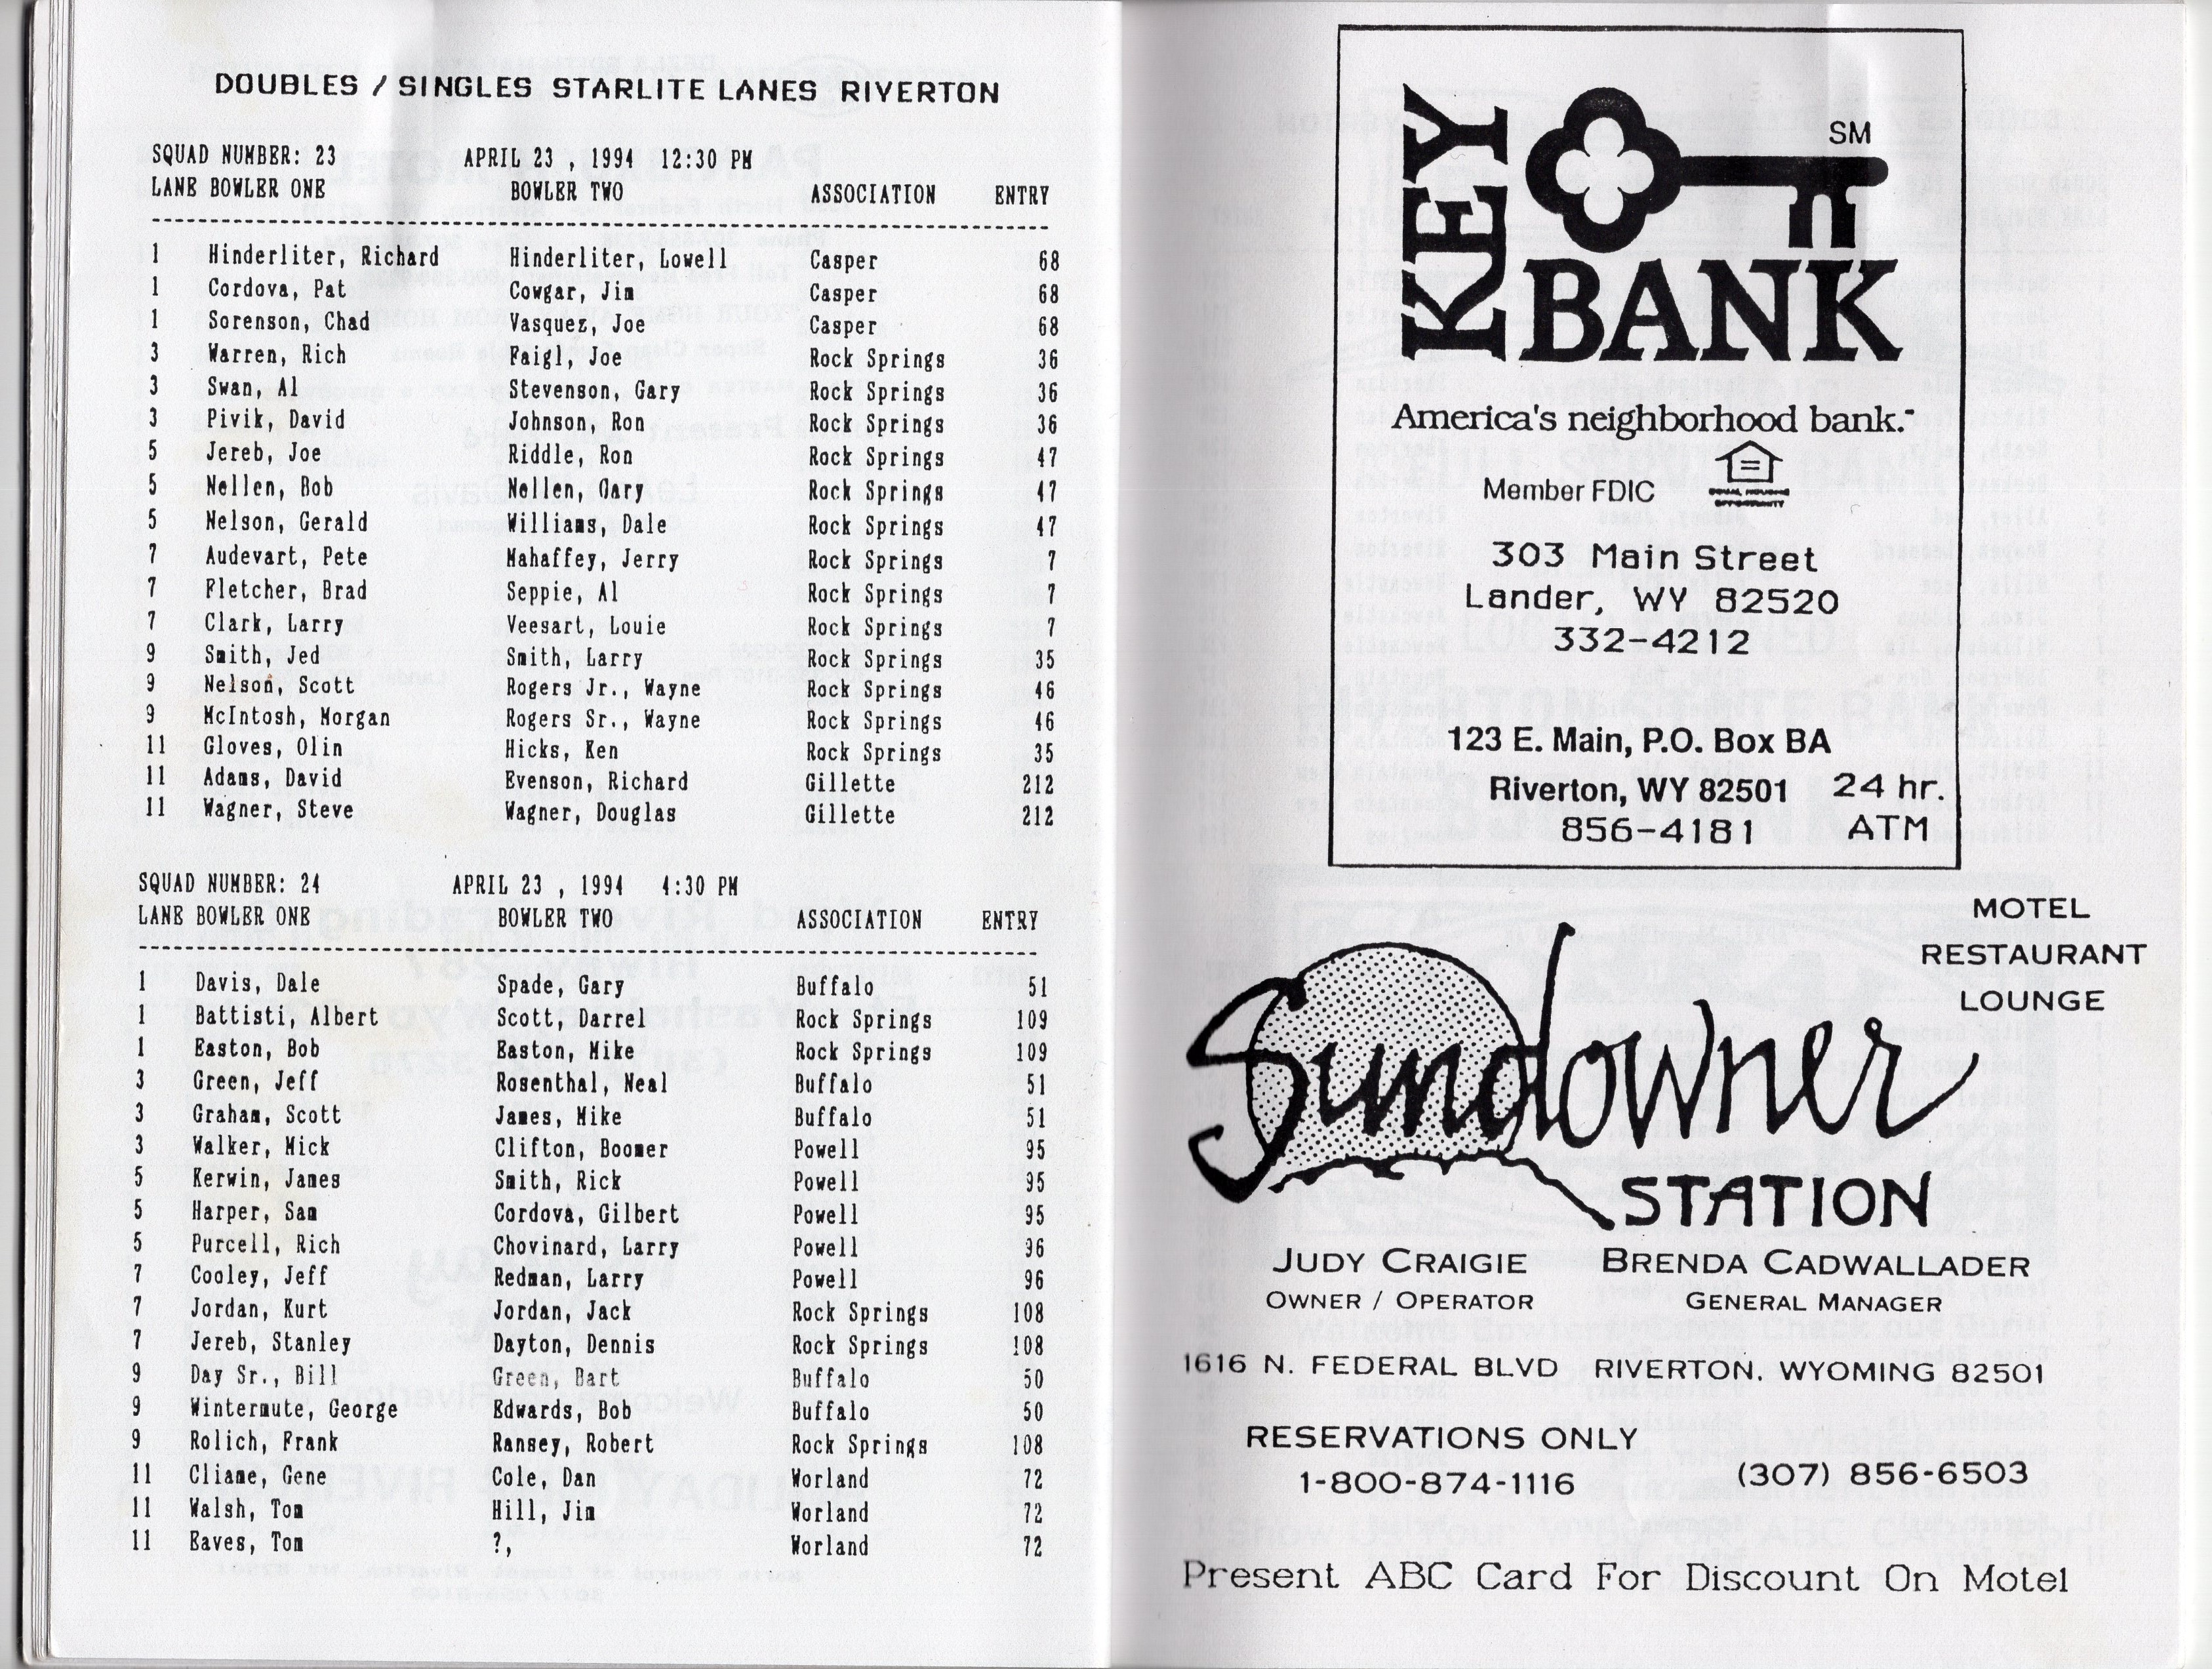 DOUBLES / SINGLES STARLITE LANES RIVERTON
SQUAD NUMBER: 23 APRIL 23 , 1994 12:30 PM
LANE BOWLER ONE BOWLER TWO ASSOCIATION ENTRY
1 Hinderliter, Richard Hinderliter, Lowell Casper 68
1 Cordova, Pat Cowgar, Jim Casper 68
1 Sorenson, Chad Vasquez, Joe Casper 68
3 Warren, Rich Faigl, Joe Rock Springs 36
3 Swan, Al Stevenson, Gary Rock Springs 36
3 Pivik, David Johnson, Ron Rock Springs 36
5 Jereb, Joe Riddle, Ron Rock Springs 47
5 Nellen, Bob Nellen, Gary Rock Springs 47
5 Nelson, Gerald Williams, Dale Rock Springs 47
7 Audevart, Pete Mahaffey, Jerry Rock Springs 7
7 Fletcher, Brad Seppie, Al Rock Springs 7
7 Clark, Larry Veesart, Louie Rock Springs 7
9 Smith, Jed Smith, Larry Rock Springs 35
9 Nelson, Scott Rogers Jr., Wayne Rock Springs 46
9 McIntosh, Morgan Rogers Sr., Wayne Rock Springs 46
11 Gloves, Olin Hicks, Ken Rock Springs 35
11 Adams, David Evenson, Richard Gillette 212
11 Wagner, Steve Wagner, Douglas Gillette 212
SQUAD NUMBER: 24 APRIL 23 , 1994 4:30 PM
LANE BOWLER ONE BOWLER TWO ASSOCIATION ENTRY
1 Davis, Dale Spade, Gary Buffalo 51
1 Battisti, Albert Scott, Darrel Rock Springs 109
1 Easton, Bob Easton, Mike Rock Springs 109
3 Green, Jeff Rosenthal, Neal Buffalo 51
3 Graham, Scott James, Mike Buffalo 51
3 Walker, Mick Clifton, Boomer Powell 95
5 Kerwin, James Smith, Rick Powell 95
5 Harper, Sam Cordova, Gilbert Powell 95
5 Purcell, Rich Chovinard, Larry Powell 96
7 Cooley, Jeff Redman, Larry Powell 96
7 Jordan, Kurt Jordan, Jack Rock Springs 108
7 Jereb, Stanley Dayton, Dennis Rock Springs 108
9 Day Sr., Bill Green, Bart Buffalo 50
9 Wintermute, George Edwards, Bob Buffalo 50
9 Rolich, Frank Ransey, Robert Rock Springs 108
11 Cliame, Gene Cole, Dan Worland 72
11 Walsh, Tom Hill, Jim Worland 72
11 Eaves, Tom ?, Worland 72
KEY
SM
BANK
America's neighborhood bank.
Member FDIC
EQUAL HOUSING
OPPORTUNITY
303 Main Street
Lander, WY 82520
332-4212
123 E. Main, P.O. Box BA
Riverton, WY 82501 24 hr.
856-4181 ATM
MOTEL
RESTAURANT
LOUNGE
Sundowner
STATION
JUDY CRAIGIE BRENDA CADWALLADER
OWNER / OPERATOR GENERAL MANAGER
1616 N. FEDERAL BLVD RIVERTON, WYOMING 82501
RESERVATIONS ONLY
1-800-874-1116 (307) 856-6503
Present ABC Card For Discount On Motel